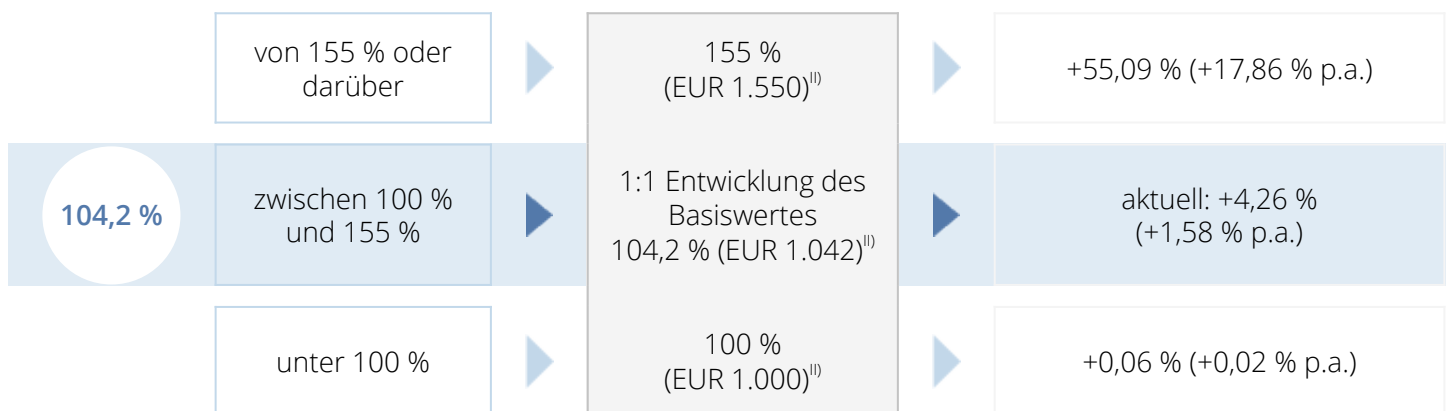 von 155 % oder
darüber
155 %
(EUR 1.550)II)
+55,09 % (+17,86 % p.a.)
104,2 %
zwischen 100 %
und 155 %
1:1 Entwicklung des
Basiswertes
104,2 % (EUR 1.042)II)
aktuell: +4,26 %
(+1,58 % p.a.)
unter 100 %
100 %
(EUR 1.000)II)
+0,06 % (+0,02 % p.a.)